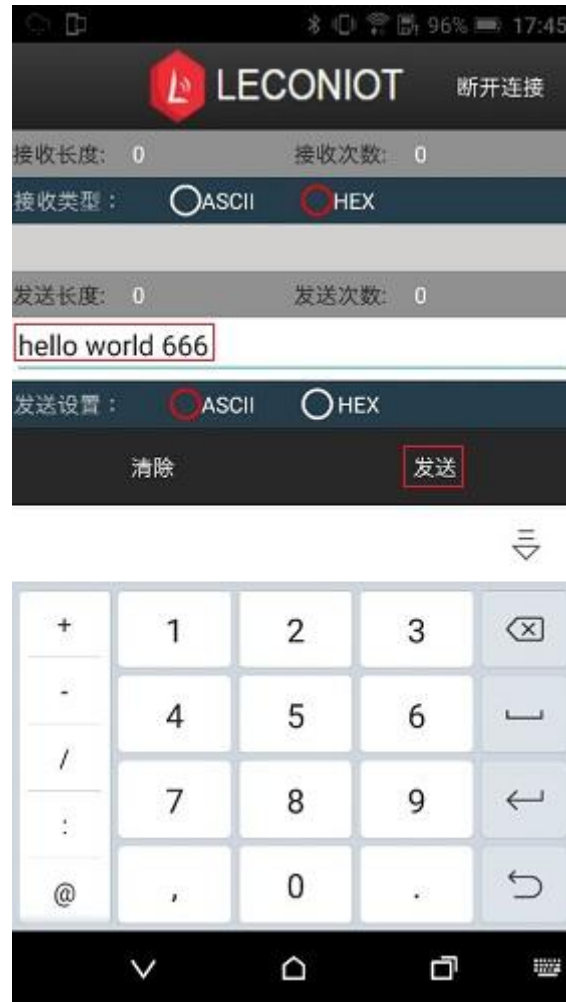 96% 17:45
LECONIOT 断开连接
接收长度: 0 接收次数: 0
接收类型: ASCII HEX
发送长度: 0 发送次数: 0
hello world 666
发送设置: ASCII HEX
清除 发送
+ 1 2 3
- 4 5 6
/ 7 8 9
:
@ , 0 .